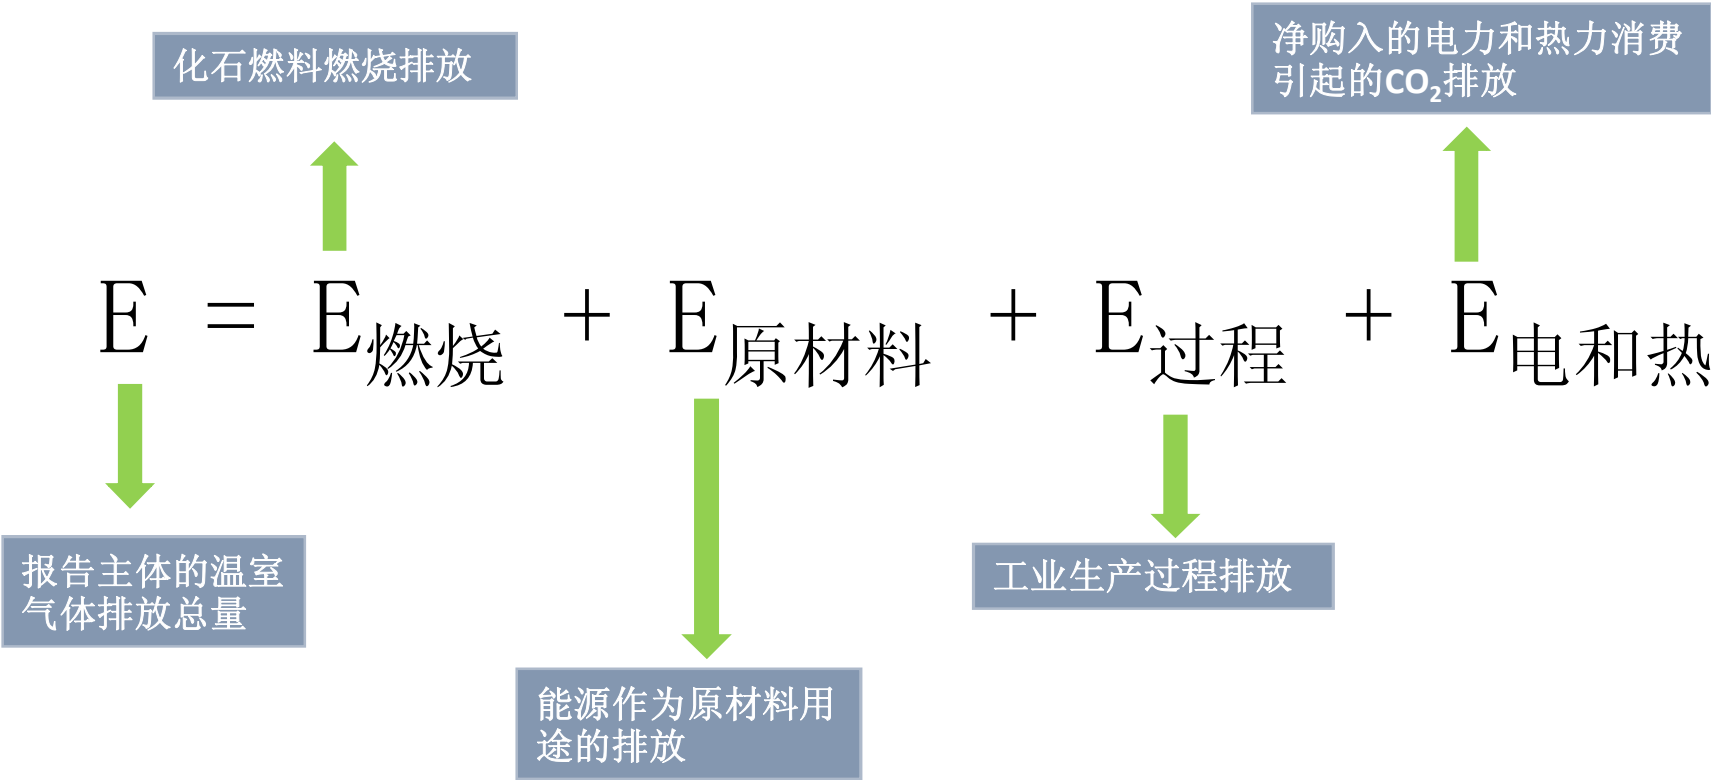 化石燃料燃烧排放
净购入的电力和热力消费
引起的CO₂排放
E = E燃烧 + E原材料 + E过程 + E电和热
报告主体的温室
气体排放总量
工业生产过程排放
能源作为原材料用
途的排放